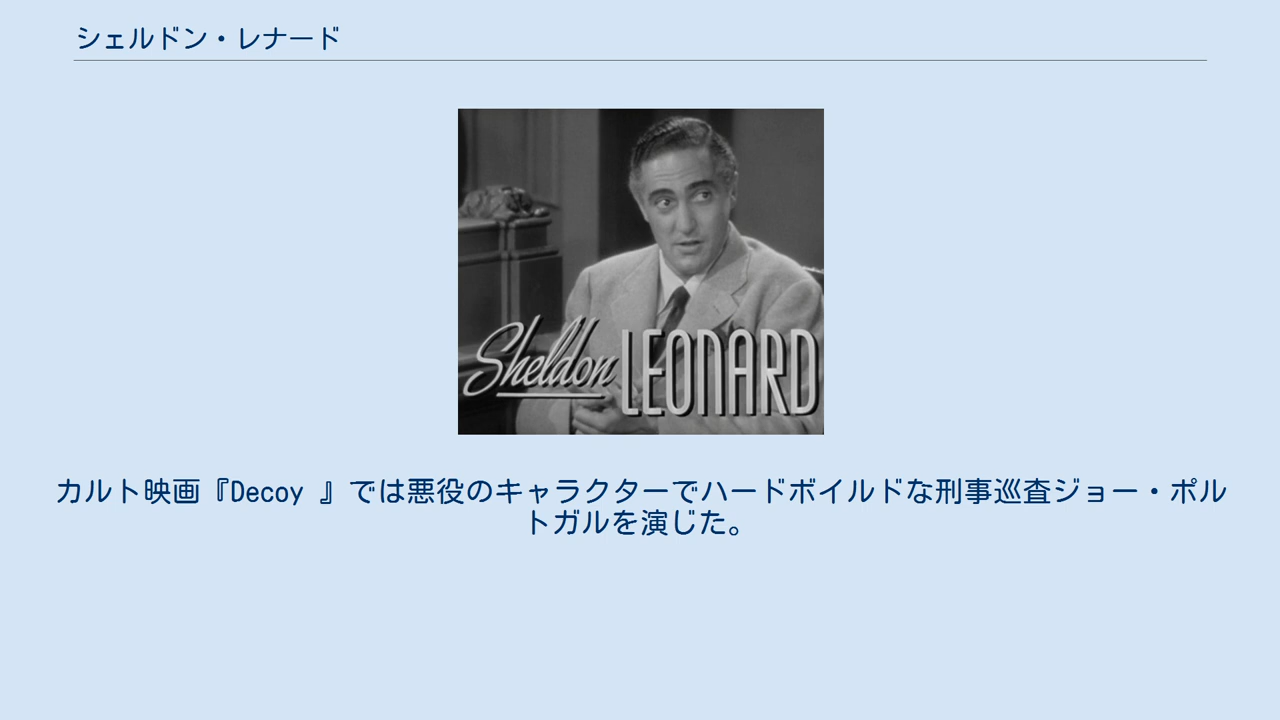 シェルドン・レナード
Sheldon LEONARD
カルト映画『Decoy 』では悪役のキャラクターでハードボイルドな刑事巡査ジョー・ポル
トガルを演じた。